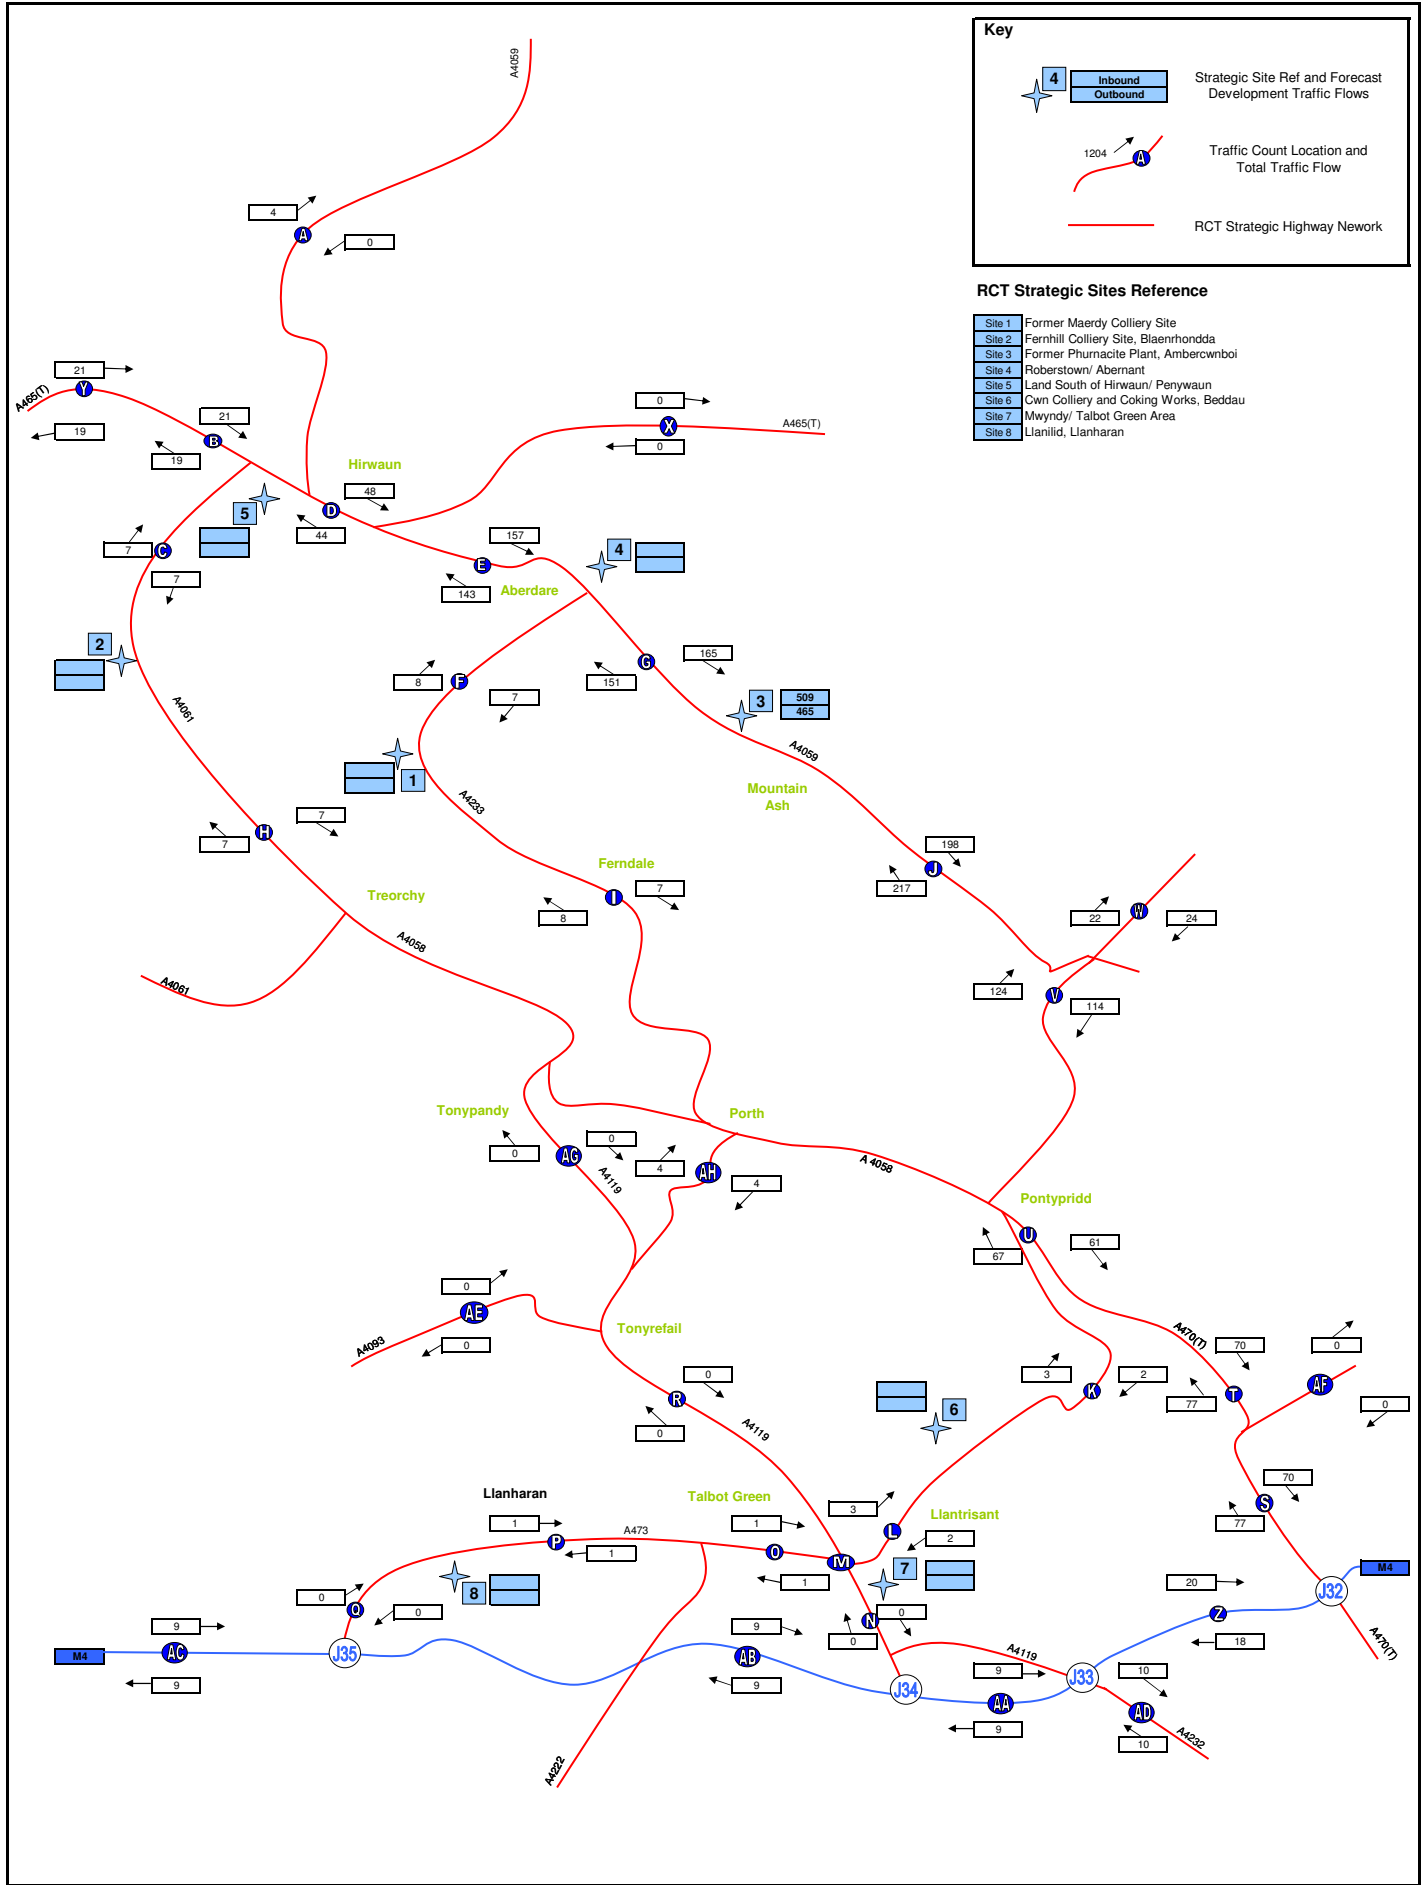 Key
4
Inbound
Outbound
Strategic Site Ref and Forecast
Development Traffic Flows
1204
A
Traffic Count Location and
Total Traffic Flow
RCT Strategic Highway Nework
RCT Strategic Sites Reference
Site 1 Former Maerdy Colliery Site
Site 2 Fernhill Colliery Site, Blaenrhondda
Site 3 Former Phurnacite Plant, Ambercwnboi
Site 4 Roberstown/ Abernant
Site 5 Land South of Hirwaun/ Penywaun
Site 6 Cwn Colliery and Coking Works, Beddau
Site 7 Mwyndy/ Talbot Green Area
Site 8 Llanilid, Llanharan
A4059
4
A
0
21
Y
A465(T)
19
21
B
19
0
X
A465(T)
0
Hirwaun
48
D
44
5
7
C
7
157
E
143
Aberdare
4
2
A4061
8
F
7
165
G
151
3
509
465
A4059
Mountain
Ash
1
A4233
7
H
7
Ferndale
7
I
8
Treorchy
A4058
A4061
198
J
217
22
W
24
124
V
114
Tonypandy
0
AG
0
A4119
Porth
4
AH
4
A 4058
Pontypridd
U
67
61
0
AE
0
A4093
Tonyrefail
0
R
0
A4119
6
3
K
2
A470(T)
70
T
77
0
AF
0
70
S
77
Llanharan
1
P
1
A473
Talbot Green
1
O
1
M
3
L
2
Llantrisant
7
8
0
Q
0
N
0
0
20
Z
18
J32
M4
A470(T)
M4
9
AC
9
J35
9
AB
9
J34
A4119
9
AA
9
J33
10
AD
10
A4232
A4222